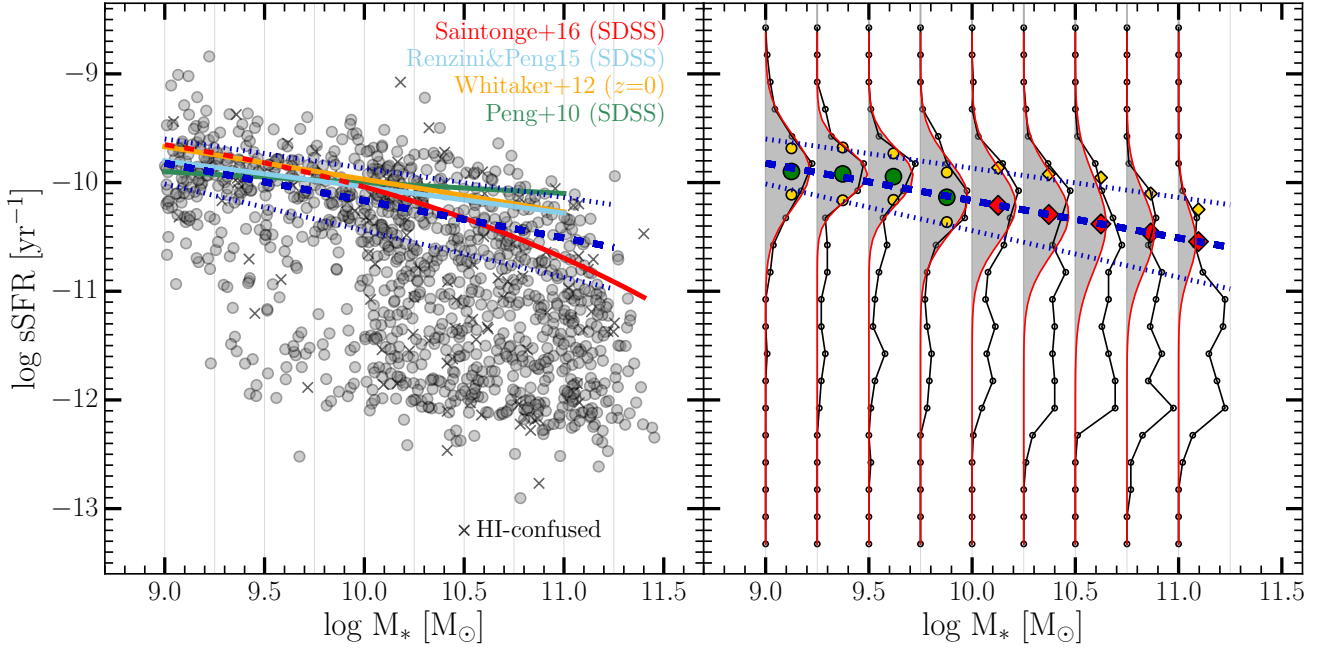 Saintonge+16 (SDSS)
Renzini&Peng15 (SDSS)
Whitaker+12 (z=0)
Peng+10 (SDSS)
−9
−10
−11
−12
−13
log sSFR [yr⁻¹]
× HI-confused
9.0 9.5 10.0 10.5 11.0 11.5
log M* [M⊙]
9.0 9.5 10.0 10.5 11.0 11.5
log M* [M⊙]